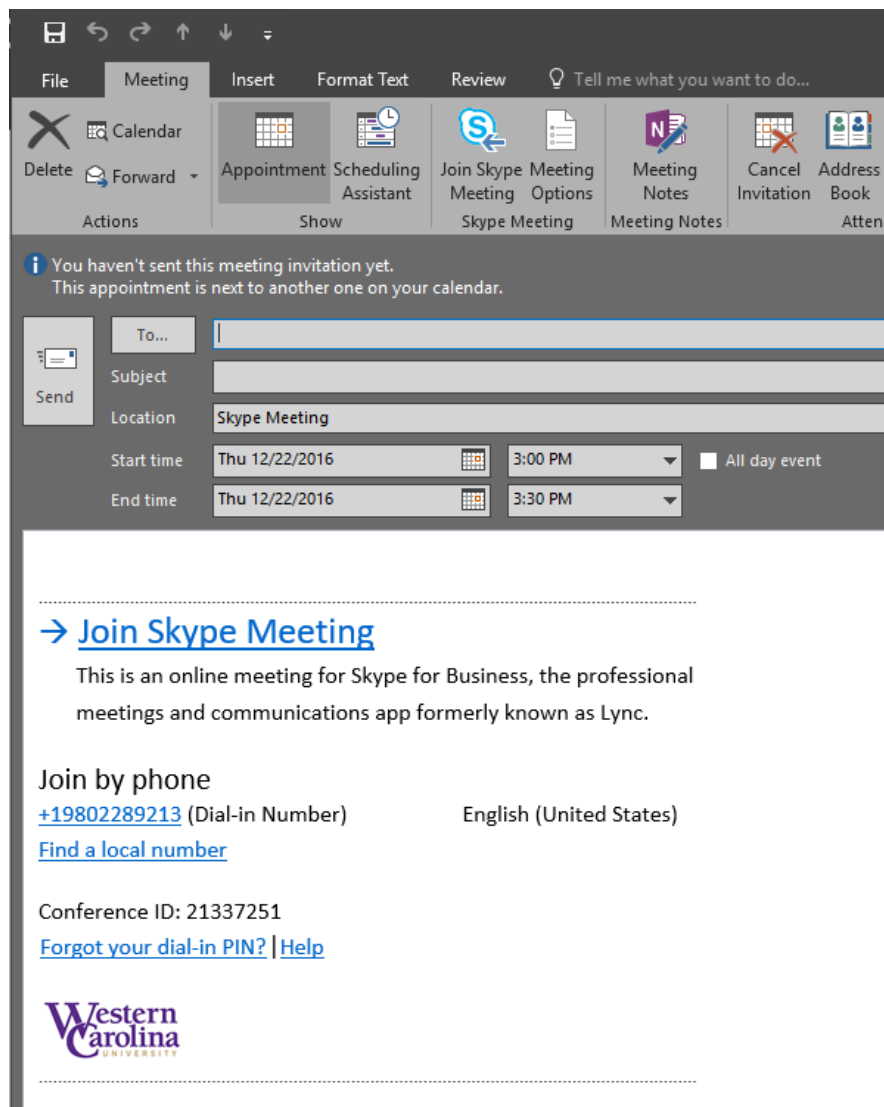 File Meeting Insert Format Text Review Tell me what you want to do...
Delete Calendar Forward Appointment Scheduling Assistant Join Skype Meeting Meeting Options Meeting Notes Cancel Invitation Address Book
Actions Show Skype Meeting Meeting Notes Atten
You haven't sent this meeting invitation yet.
This appointment is next to another one on your calendar.
Send
To...
Subject
Location Skype Meeting
Start time Thu 12/22/2016 3:00 PM All day event
End time Thu 12/22/2016 3:30 PM
→ Join Skype Meeting
This is an online meeting for Skype for Business, the professional
meetings and communications app formerly known as Lync.
Join by phone
+19802289213 (Dial-in Number) English (United States)
Find a local number
Conference ID: 21337251
Forgot your dial-in PIN? | Help
Western
Carolina
UNIVERSITY